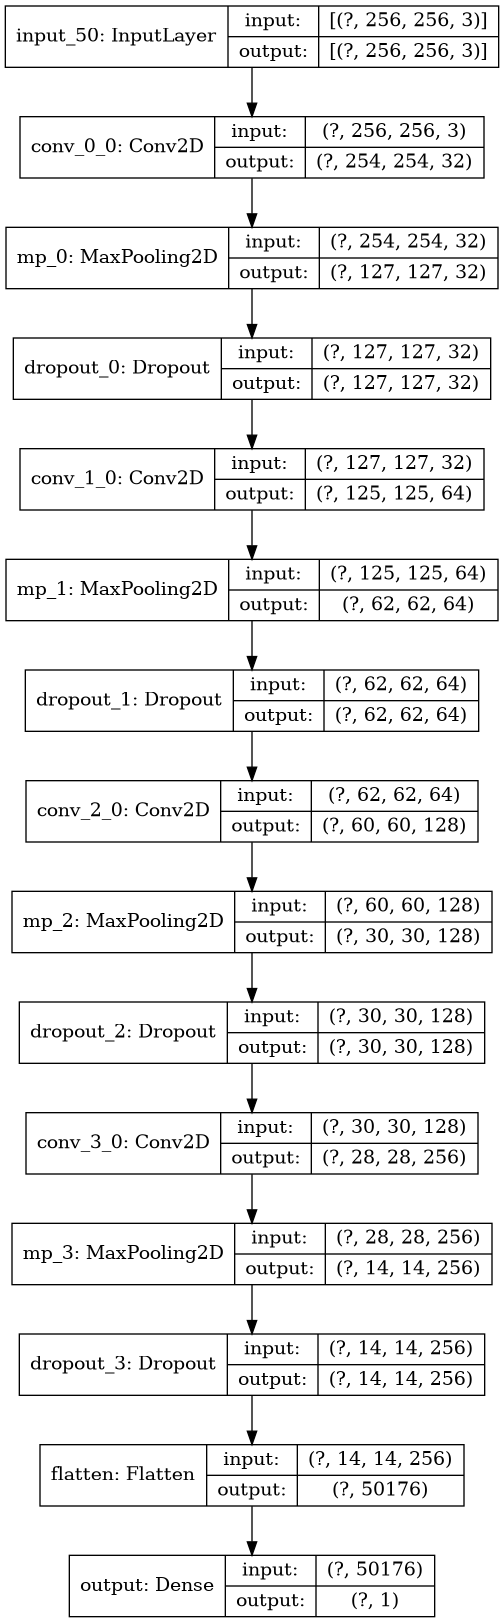 input_50: InputLayer
input:
[(?, 256, 256, 3)]
output:
[(?, 256, 256, 3)]
conv_0_0: Conv2D
input:
(?, 256, 256, 3)
output:
(?, 254, 254, 32)
mp_0: MaxPooling2D
input:
(?, 254, 254, 32)
output:
(?, 127, 127, 32)
dropout_0: Dropout
input:
(?, 127, 127, 32)
output:
(?, 127, 127, 32)
conv_1_0: Conv2D
input:
(?, 127, 127, 32)
output:
(?, 125, 125, 64)
mp_1: MaxPooling2D
input:
(?, 125, 125, 64)
output:
(?, 62, 62, 64)
dropout_1: Dropout
input:
(?, 62, 62, 64)
output:
(?, 62, 62, 64)
conv_2_0: Conv2D
input:
(?, 62, 62, 64)
output:
(?, 60, 60, 128)
mp_2: MaxPooling2D
input:
(?, 60, 60, 128)
output:
(?, 30, 30, 128)
dropout_2: Dropout
input:
(?, 30, 30, 128)
output:
(?, 30, 30, 128)
conv_3_0: Conv2D
input:
(?, 30, 30, 128)
output:
(?, 28, 28, 256)
mp_3: MaxPooling2D
input:
(?, 28, 28, 256)
output:
(?, 14, 14, 256)
dropout_3: Dropout
input:
(?, 14, 14, 256)
output:
(?, 14, 14, 256)
flatten: Flatten
input:
(?, 14, 14, 256)
output:
(?, 50176)
output: Dense
input:
(?, 50176)
output:
(?, 1)